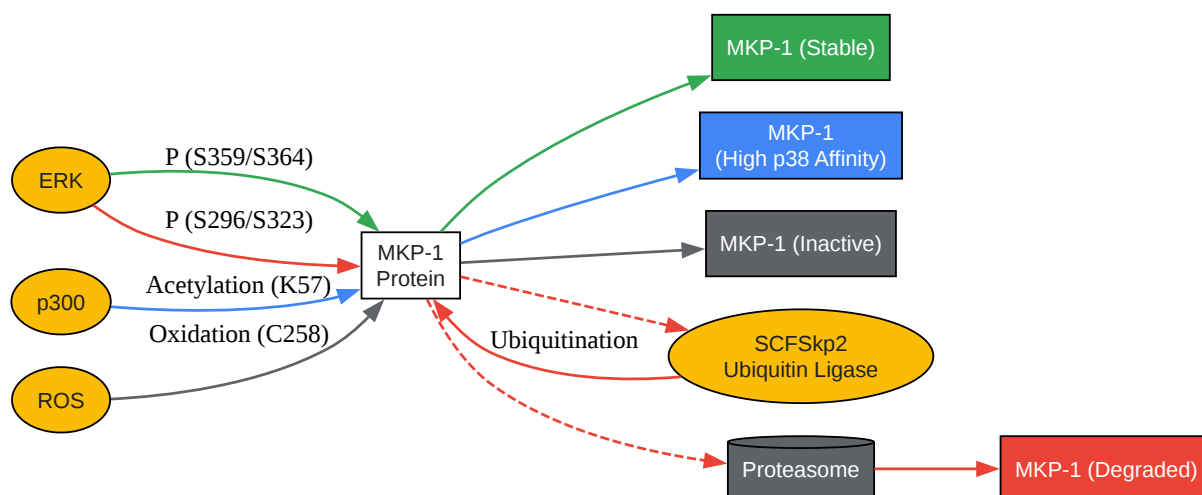 MKP-1 (Stable)
MKP-1
(High p38 Affinity)
P (S359/S364)
ERK
P (S296/S323)
MKP-1 (Inactive)
MKP-1
Protein
Acetylation (K57)
p300
Oxidation (C258)
Ubiquitination
SCFSkp2
Ubiquitin Ligase
ROS
Proteasome
MKP-1 (Degraded)